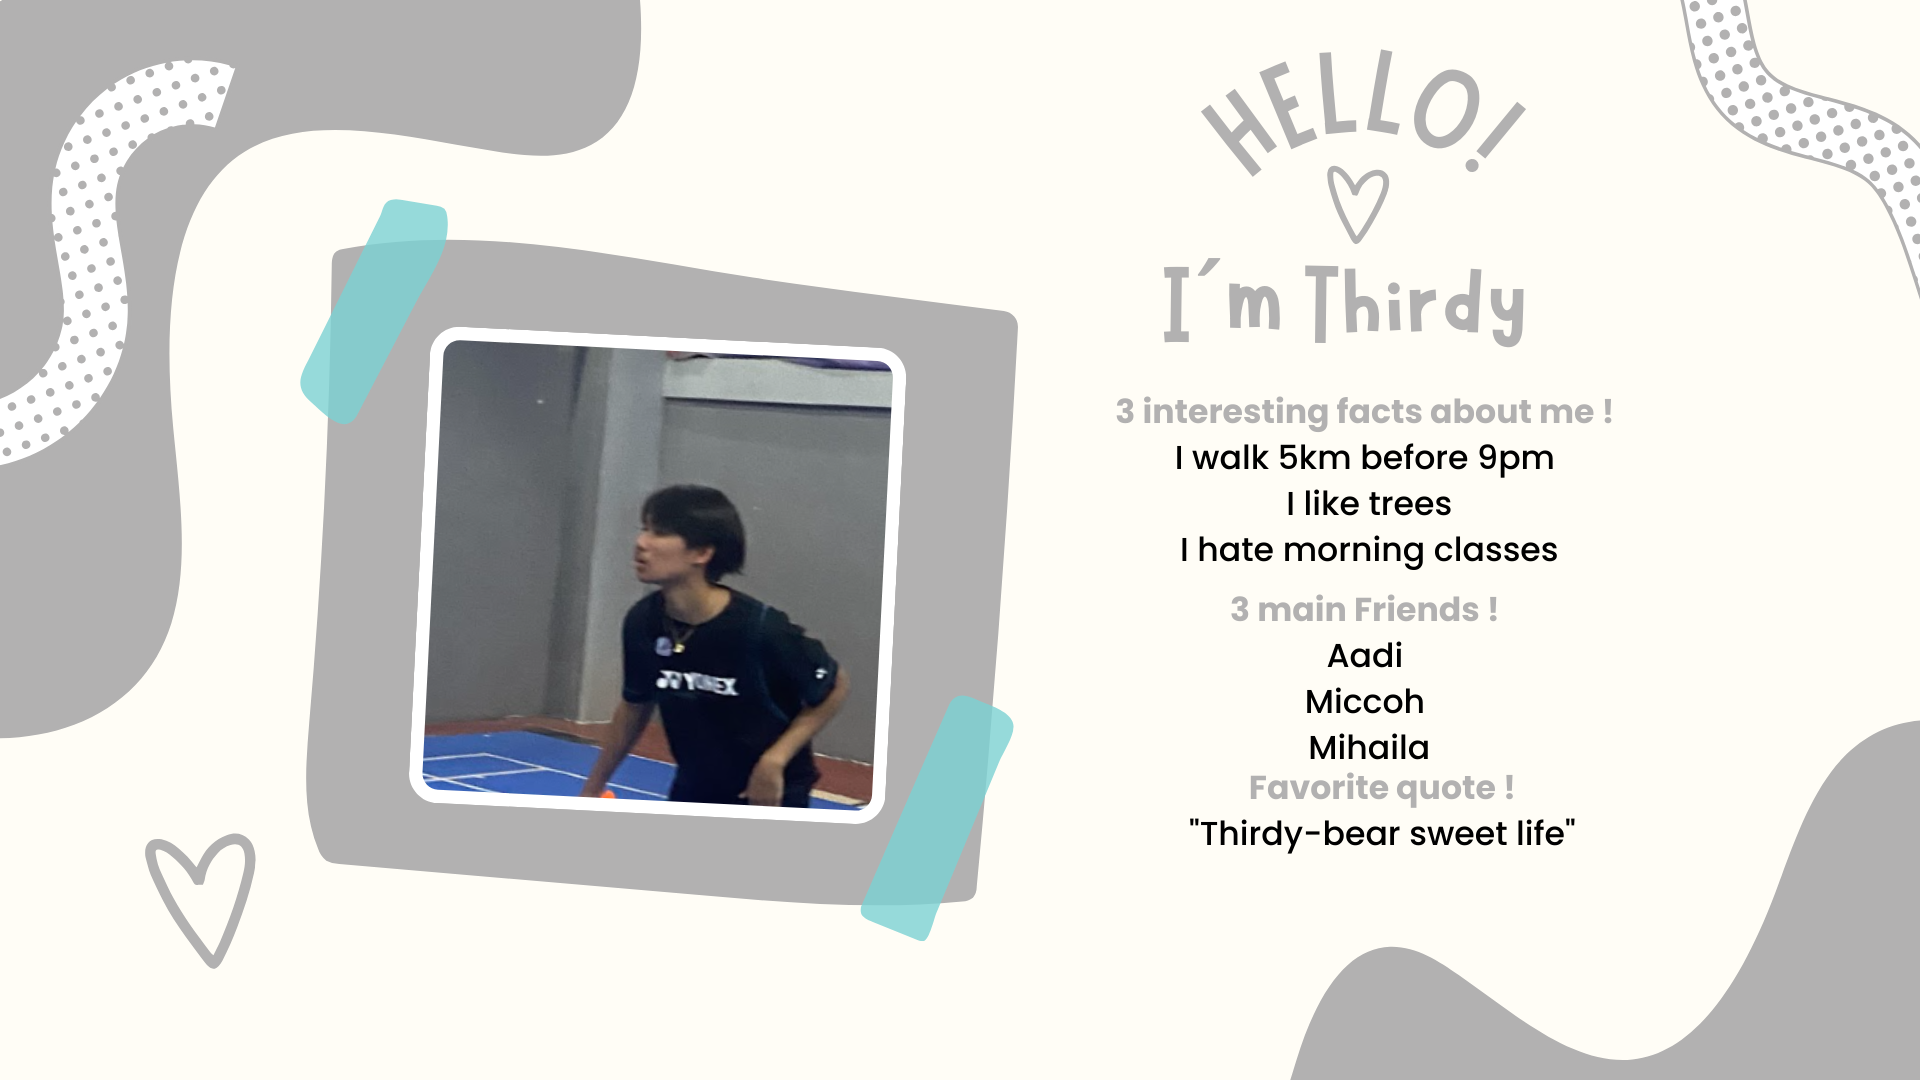 HELLO!
I´m Thirdy
3 interesting facts about me !
I walk 5km before 9pm
I like trees
I hate morning classes
3 main Friends !
Aadi
Miccoh
Mihaila
Favorite quote !
"Thirdy-bear sweet life"
YONEX